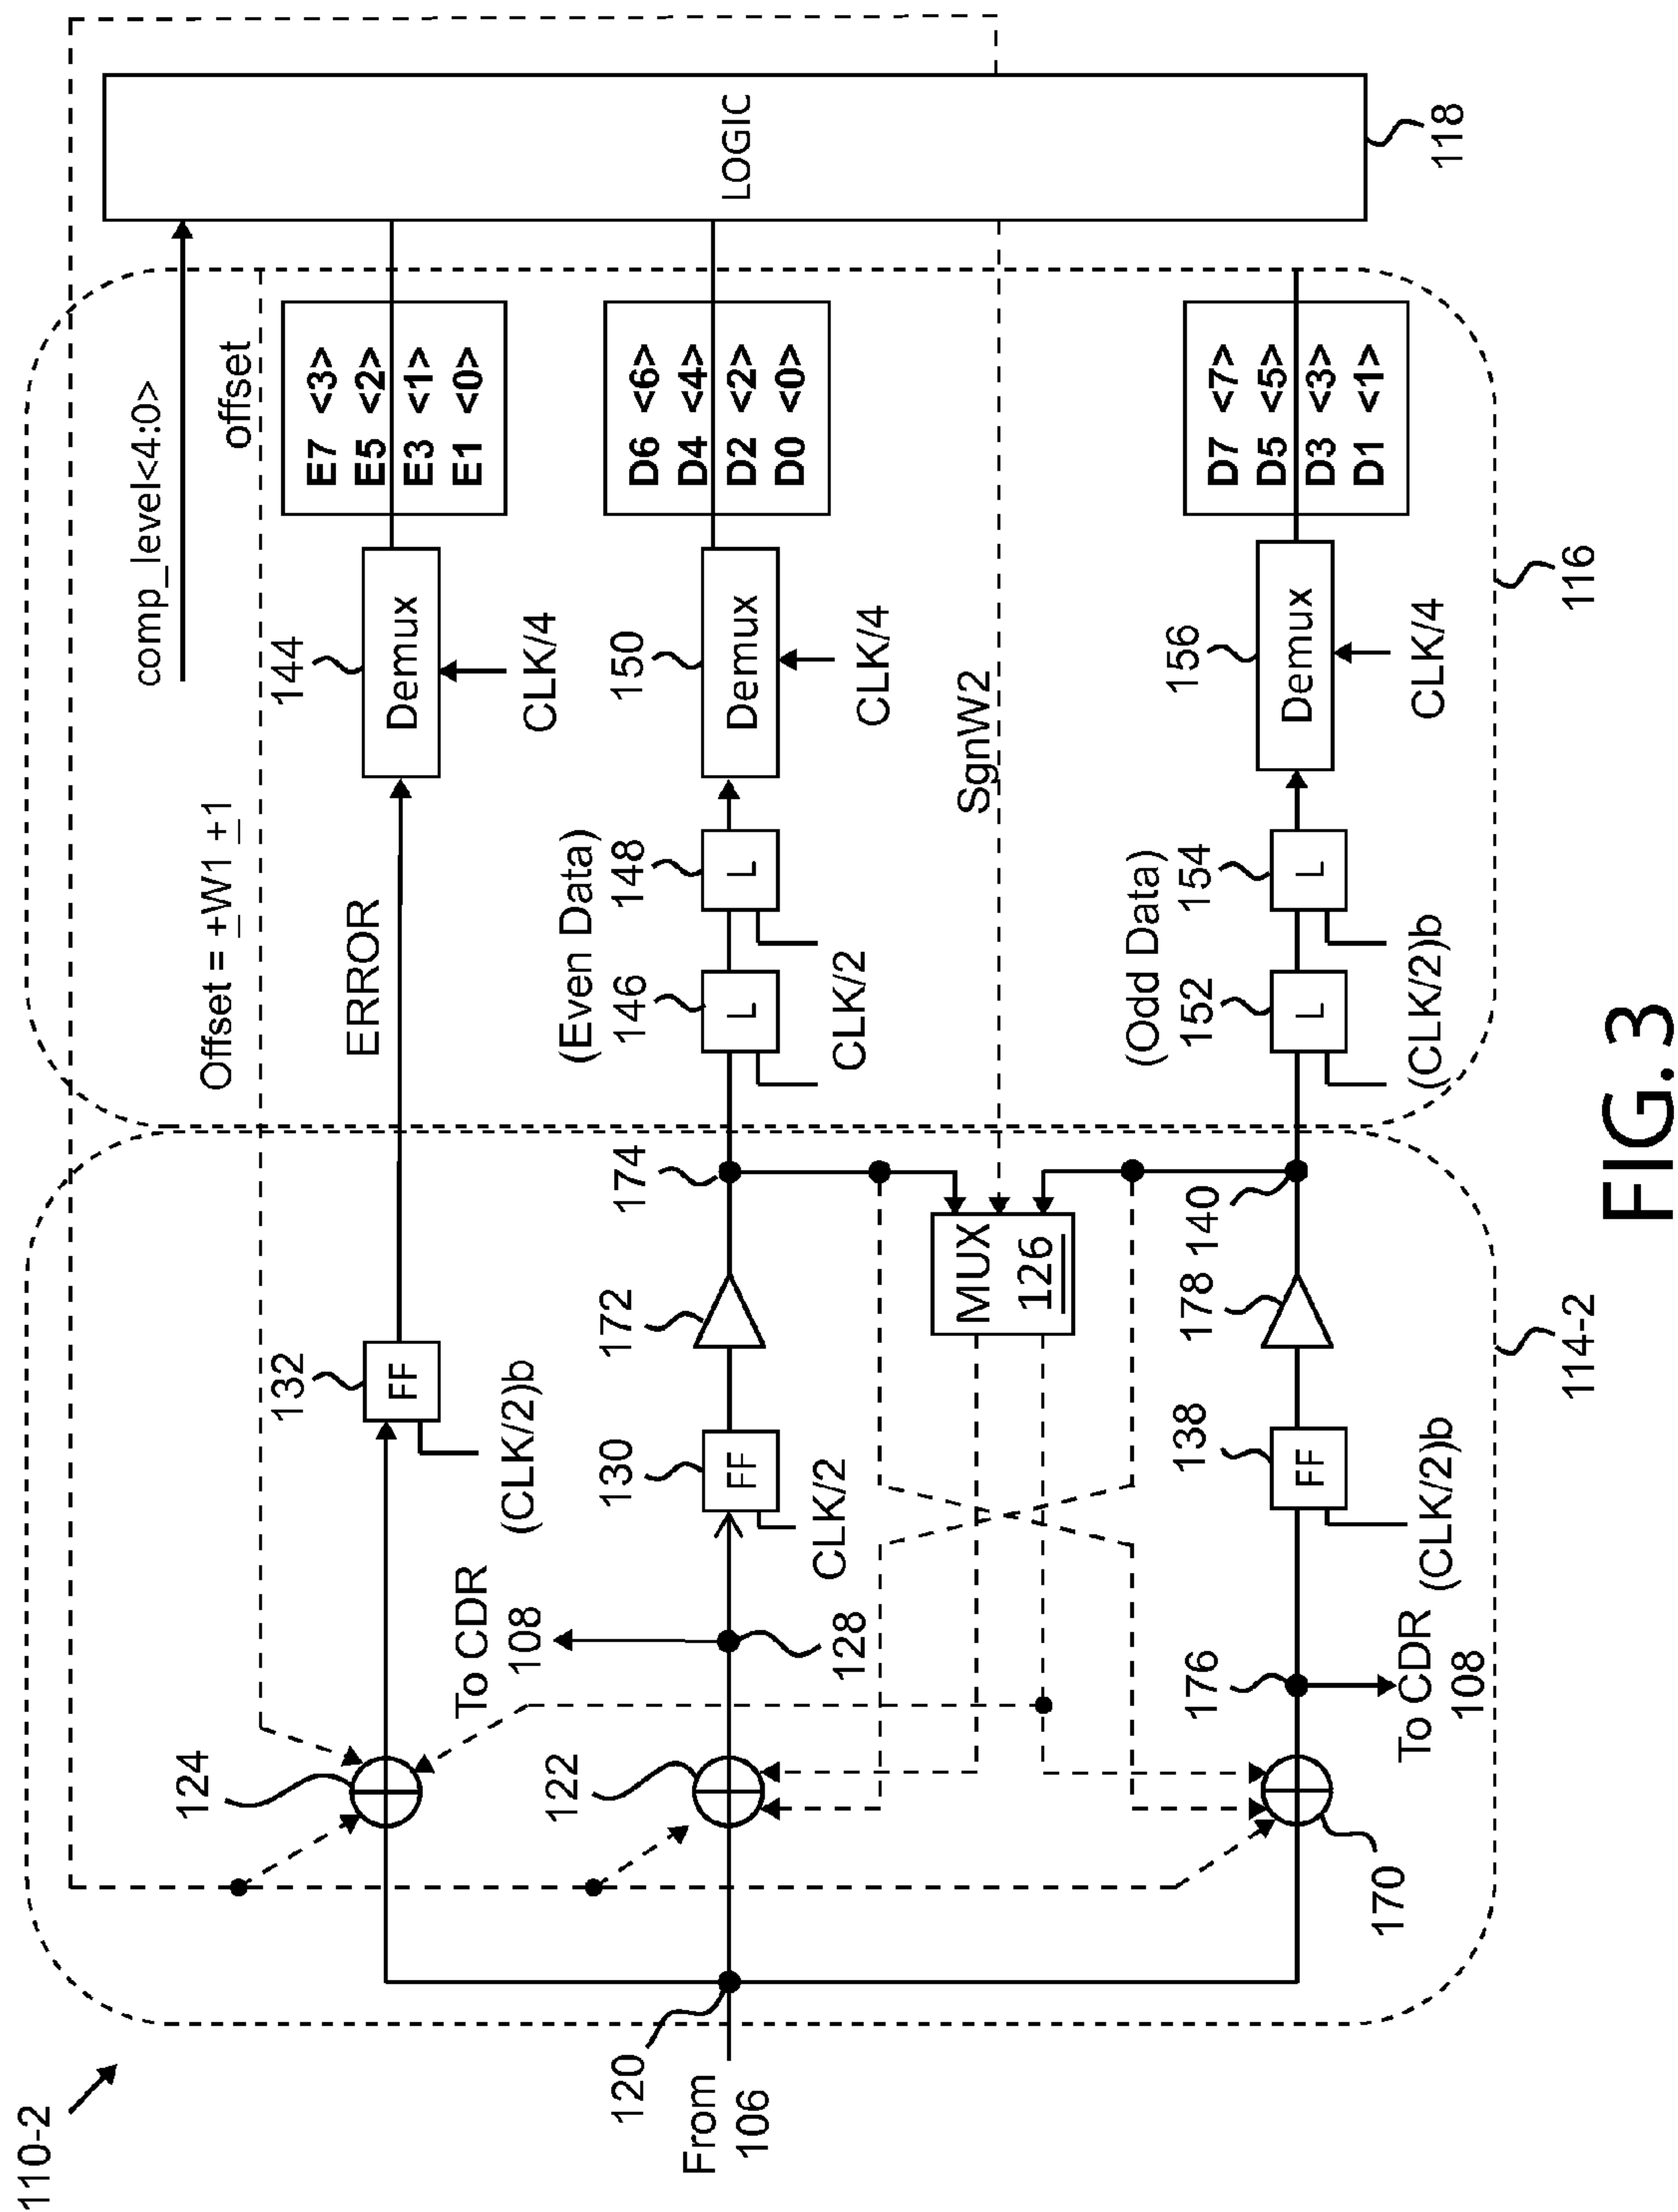 110-2
comp_level<4:0>
LOGIC
118
Offset = ±W1 ±1
offset
124
132
FF
(CLK/2)b
ERROR
144
Demux
CLK/4
E7 <3>
E5 <2>
E3 <1>
E1 <0>
To CDR
108
From
106
120
122
128
130
FF
CLK/2
172
174
(Even Data)
146
L
148
L
CLK/2
150
Demux
CLK/4
D6 <6>
D4 <4>
D2 <2>
D0 <0>
MUX
126
SgnW2
170
176
To CDR
108
138
FF
(CLK/2)b
178
140
(Odd Data)
152
L
154
L
(CLK/2)b
156
Demux
CLK/4
D7 <7>
D5 <5>
D3 <3>
D1 <1>
114-2
116
FIG. 3